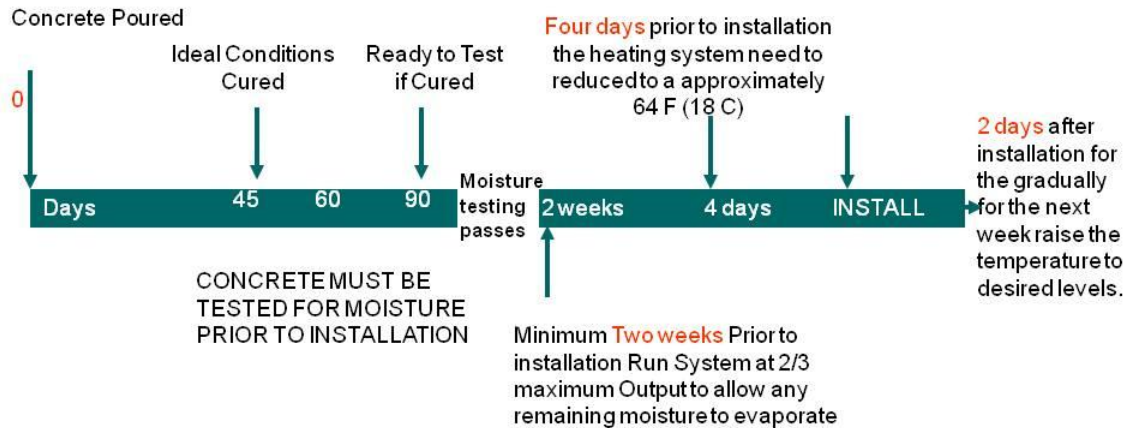 Concrete Poured
0
Ideal Conditions
Cured
Ready to Test
if Cured
Four days prior to installation
the heating system need to
reduced to a approximately
64 F (18 C)
Days
45
60
90
Moisture
testing
passes
2 weeks
4 days
INSTALL
2 days after
installation for
the gradually
for the next
week raise the
temperature to
desired levels.
CONCRETE MUST BE
TESTED FOR MOISTURE
PRIOR TO INSTALLATION
Minimum Two weeks Prior to
installation Run System at 2/3
maximum Output to allow any
remaining moisture to evaporate